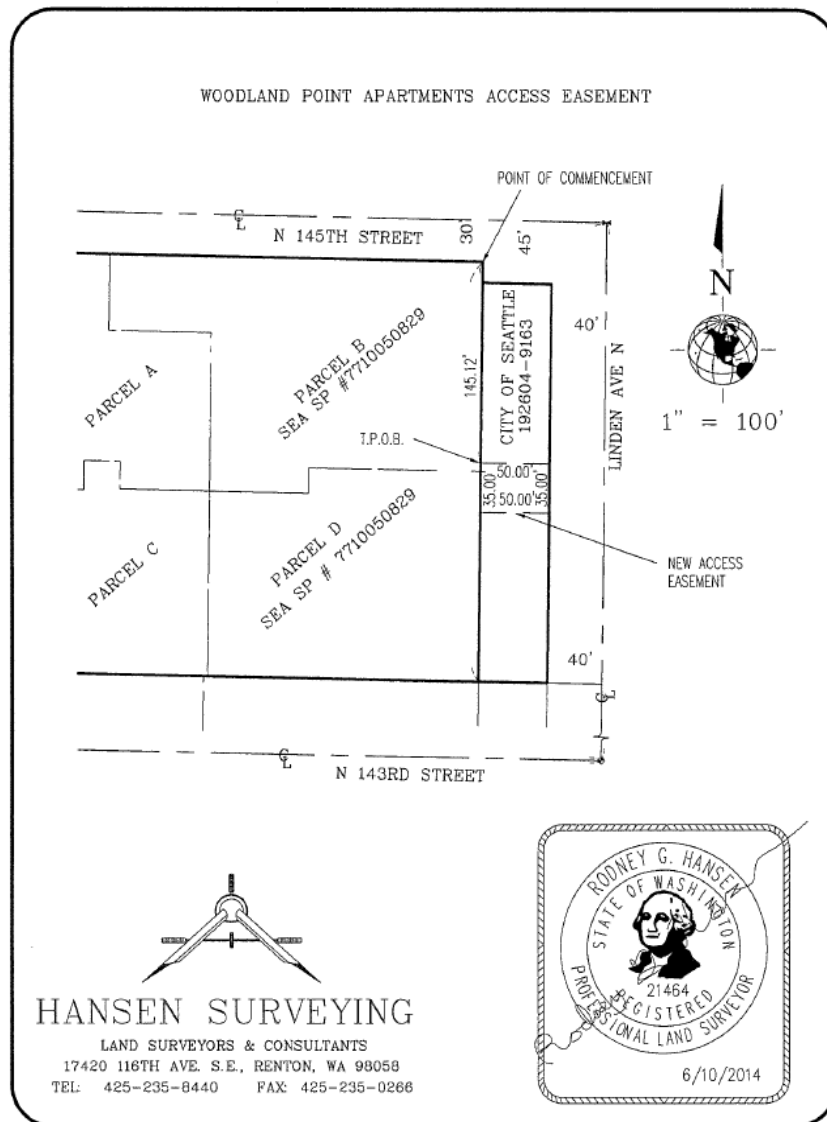 WOODLAND POINT APARTMENTS ACCESS EASEMENT
POINT OF COMMENCEMENT
CL
N 145TH STREET
30'
45'
N
1" = 100'
40'
LINDEN AVE N
CITY OF SEATTLE
192604-9163
PARCEL A
PARCEL B
SEA SP #7710050829
145.12'
T.P.O.B.
50.00'
35.00'
50.00'
35.00'
PARCEL C
PARCEL D
SEA SP # 7710050829
NEW ACCESS
EASEMENT
40'
CL
CL
N 143RD STREET
HANSEN SURVEYING
LAND SURVEYORS & CONSULTANTS
17420 116TH AVE. S.E., RENTON, WA 98058
TEL: 425-235-8440 FAX: 425-235-0266
RODNEY G. HANSEN
STATE OF WASHINGTON
21464
REGISTERED
PROFESSIONAL LAND SURVEYOR
6/10/2014